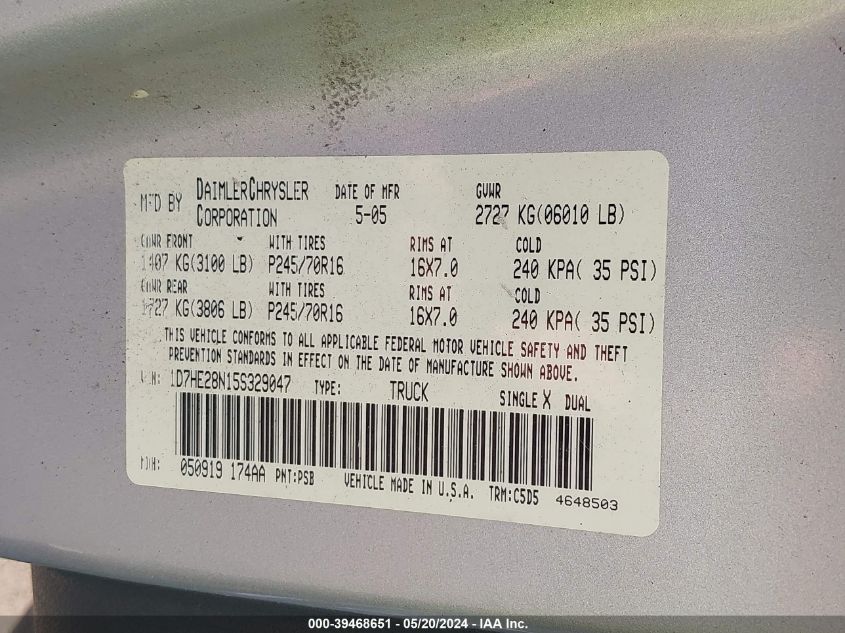 MFD BY DAIMLERCHRYSLER CORPORATION DATE OF MFR 5-05 GVWR 2727 KG(06010 LB)
GAWR FRONT WITH TIRES RIMS AT COLD
1407 KG(3100 LB) P245/70R16 16X7.0 240 KPA( 35 PSI)
GAWR REAR WITH TIRES RIMS AT COLD
1727 KG(3806 LB) P245/70R16 16X7.0 240 KPA( 35 PSI)
THIS VEHICLE CONFORMS TO ALL APPLICABLE FEDERAL MOTOR VEHICLE SAFETY AND THEFT
PREVENTION STANDARDS IN EFFECT ON THE DATE OF MANUFACTURE SHOWN ABOVE.
VIN: 1D7HE28N15S329047 TYPE: TRUCK SINGLE X DUAL
MDH: 050919 174AA PNT:PSB VEHICLE MADE IN U.S.A. TRM:C5D5 4648503
000-39468651 / 05/20/2024 - IAA Inc.